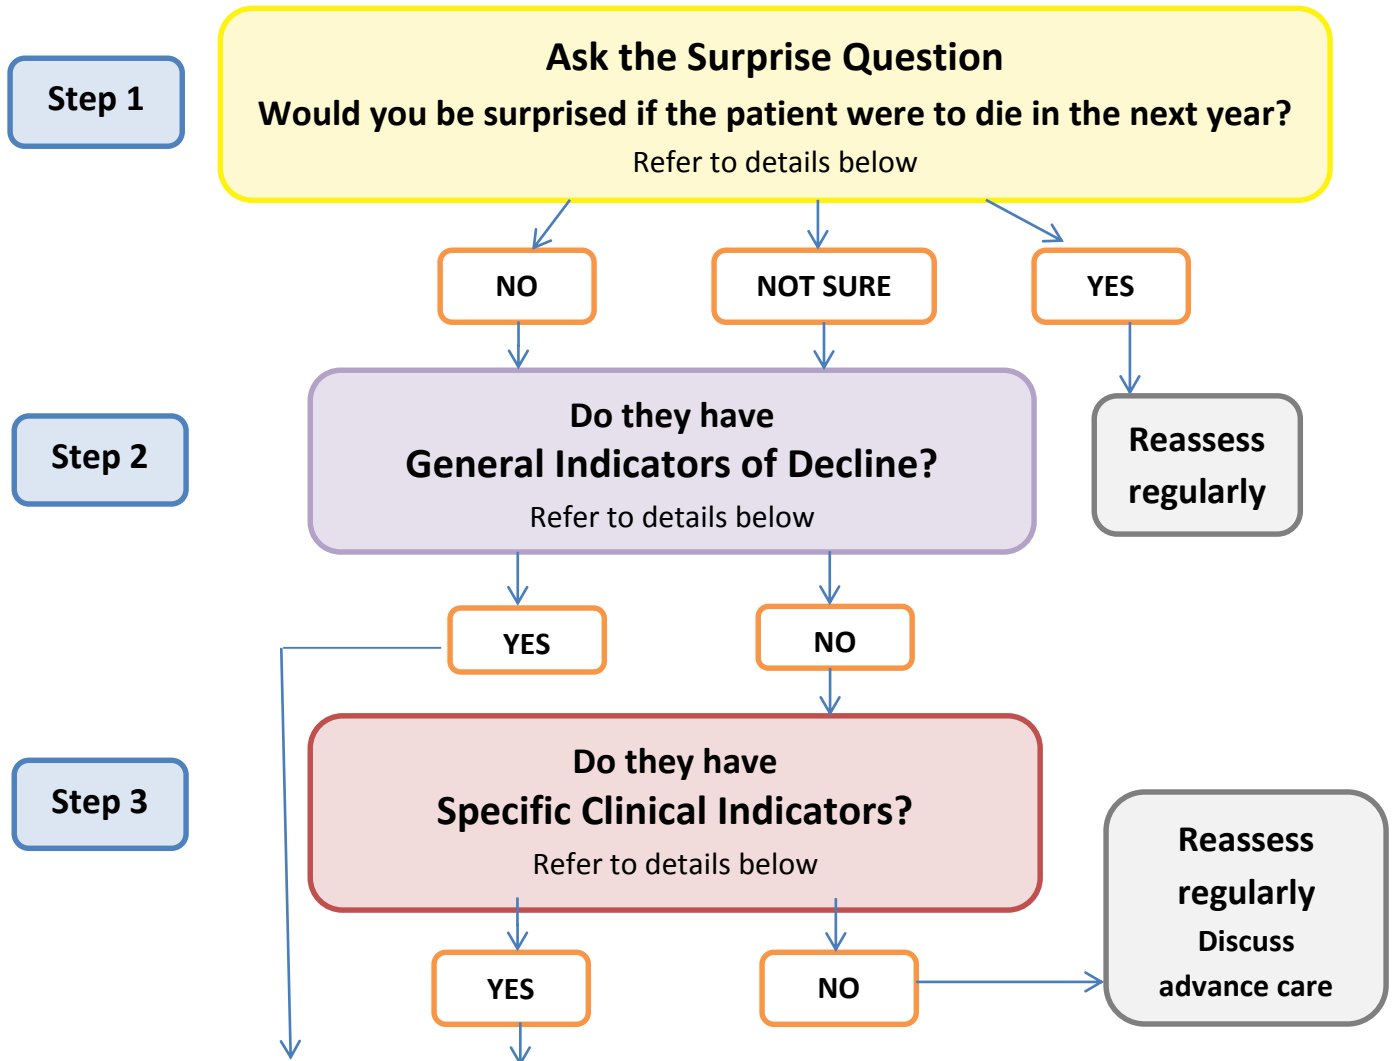 Step 1
Ask the Surprise Question
Would you be surprised if the patient were to die in the next year?
Refer to details below
NO
NOT SURE
YES
Step 2
Do they have
General Indicators of Decline?
Refer to details below
Reassess
regularly
YES
NO
Step 3
Do they have
Specific Clinical Indicators?
Refer to details below
Reassess
regularly
Discuss
advance care
YES
NO